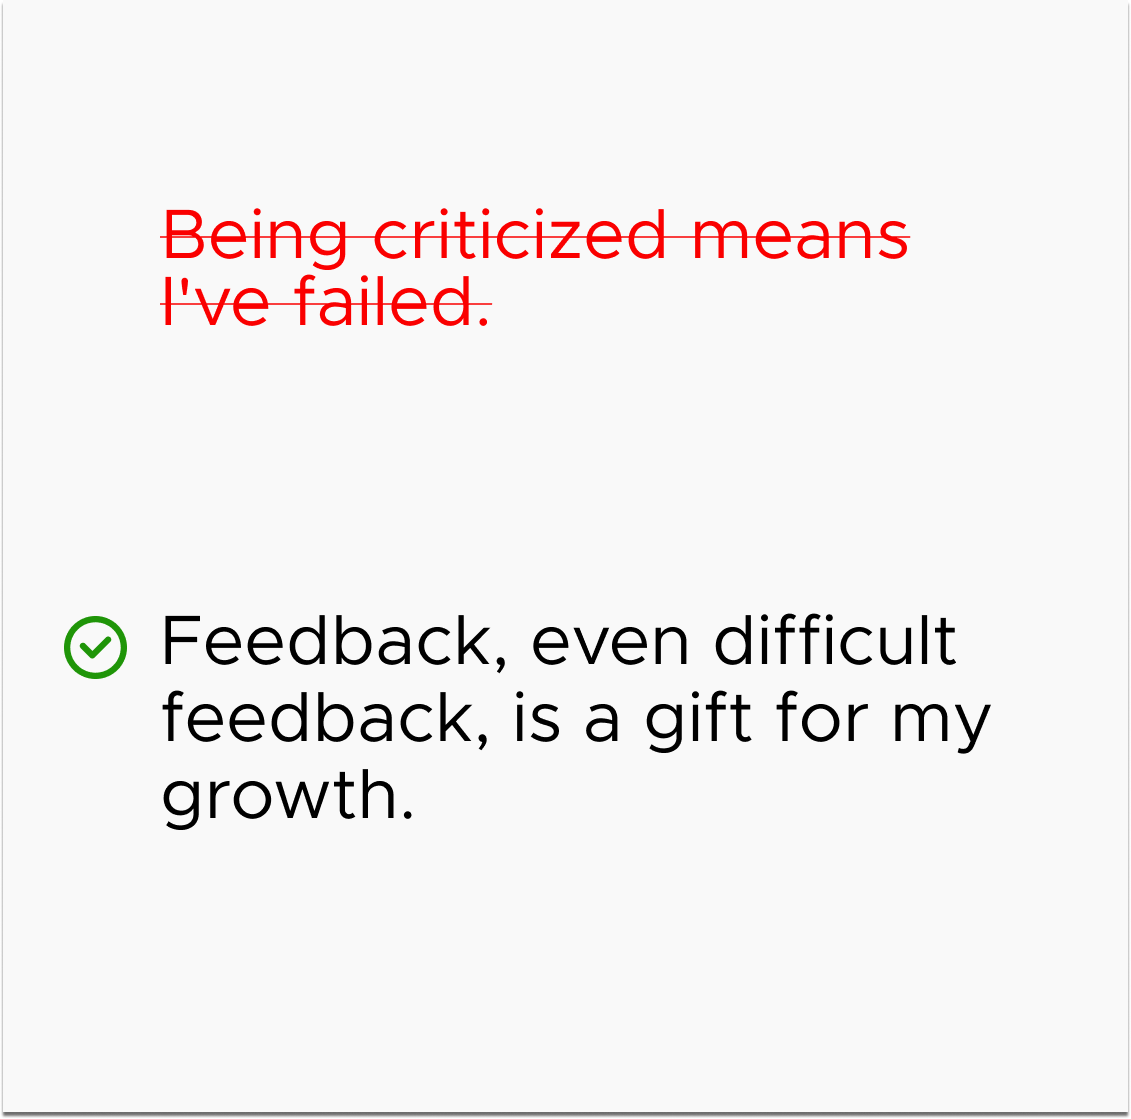 Being criticized means
I've failed.
Feedback, even difficult
feedback, is a gift for my
growth.